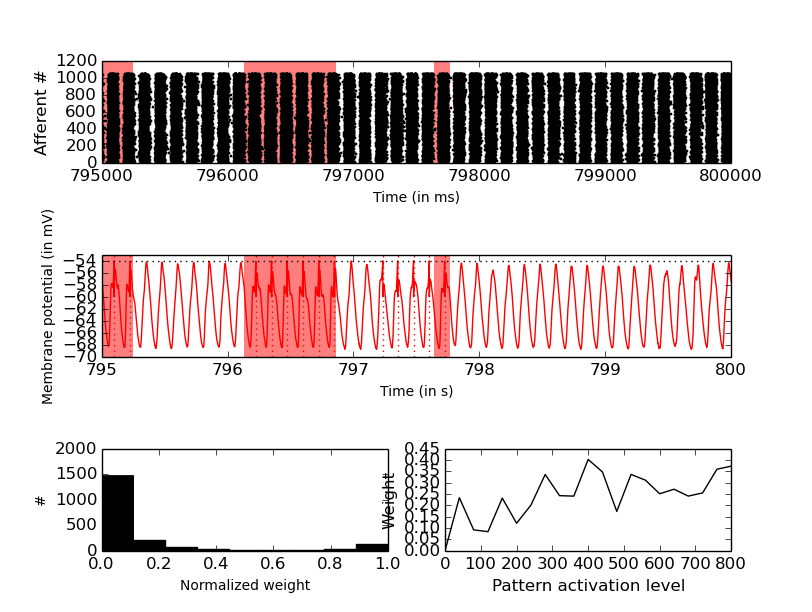 1200
1000
800
600
400
200
0
Afferent #
795000 796000 797000 798000 799000 800000
Time (in ms)
−54
−56
−58
−60
−62
−64
−66
−68
−70
Membrane potential (in mV)
795 796 797 798 799 800
Time (in s)
2000
1500
1000
500
0
#
0.0 0.2 0.4 0.6 0.8 1.0
Normalized weight
0.45
0.40
0.35
0.30
0.25
0.20
0.15
0.10
0.05
0.00
Weight
0 100 200 300 400 500 600 700 800
Pattern activation level